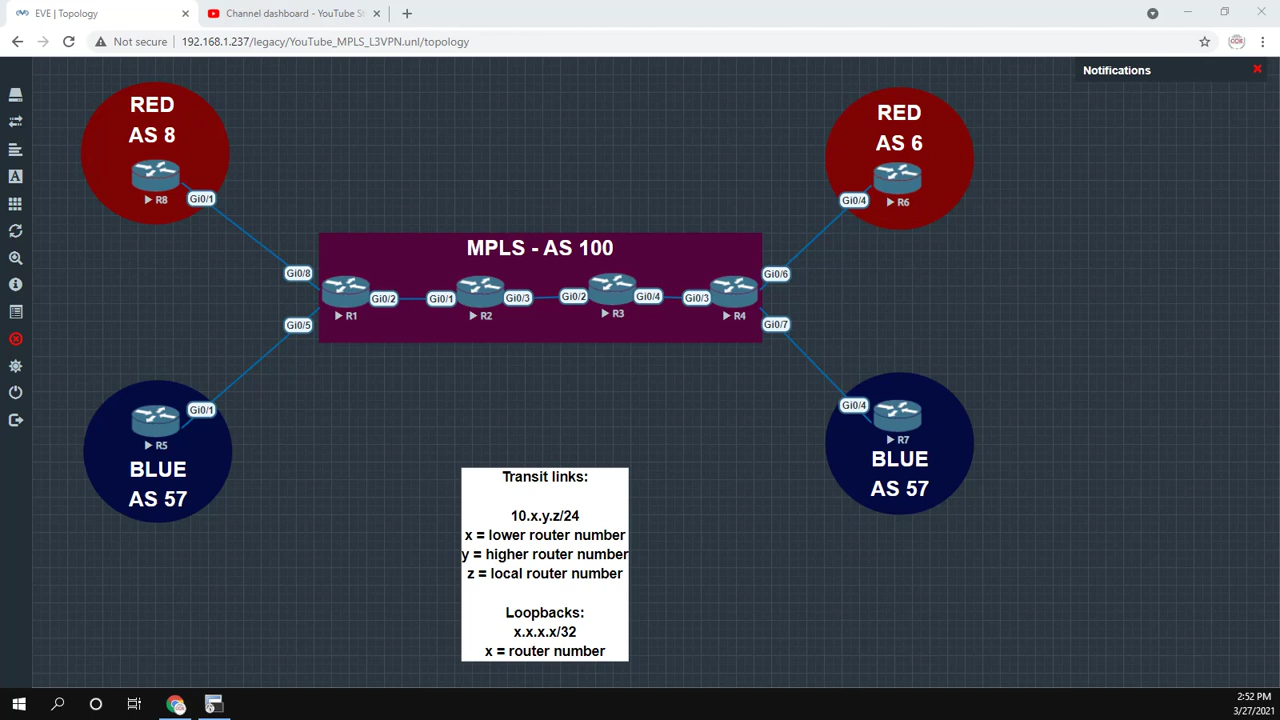 EVE | Topology
Channel dashboard - YouTube St
Not secure
192.168.1.237/legacy/YouTube_MPLS_L3VPN.unl/topology
Notifications
RED
AS 8
R8
Gi0/1
RED
AS 6
R6
Gi0/4
MPLS - AS 100
Gi0/8
Gi0/5
R1
Gi0/2
Gi0/1
R2
Gi0/3
Gi0/2
R3
Gi0/4
Gi0/3
R4
Gi0/6
Gi0/7
Gi0/1
R5
BLUE
AS 57
Gi0/4
R7
BLUE
AS 57
Transit links:
10.x.y.z/24
x = lower router number
y = higher router number
z = local router number
Loopbacks:
x.x.x.x/32
x = router number
2:52 PM
3/27/2021